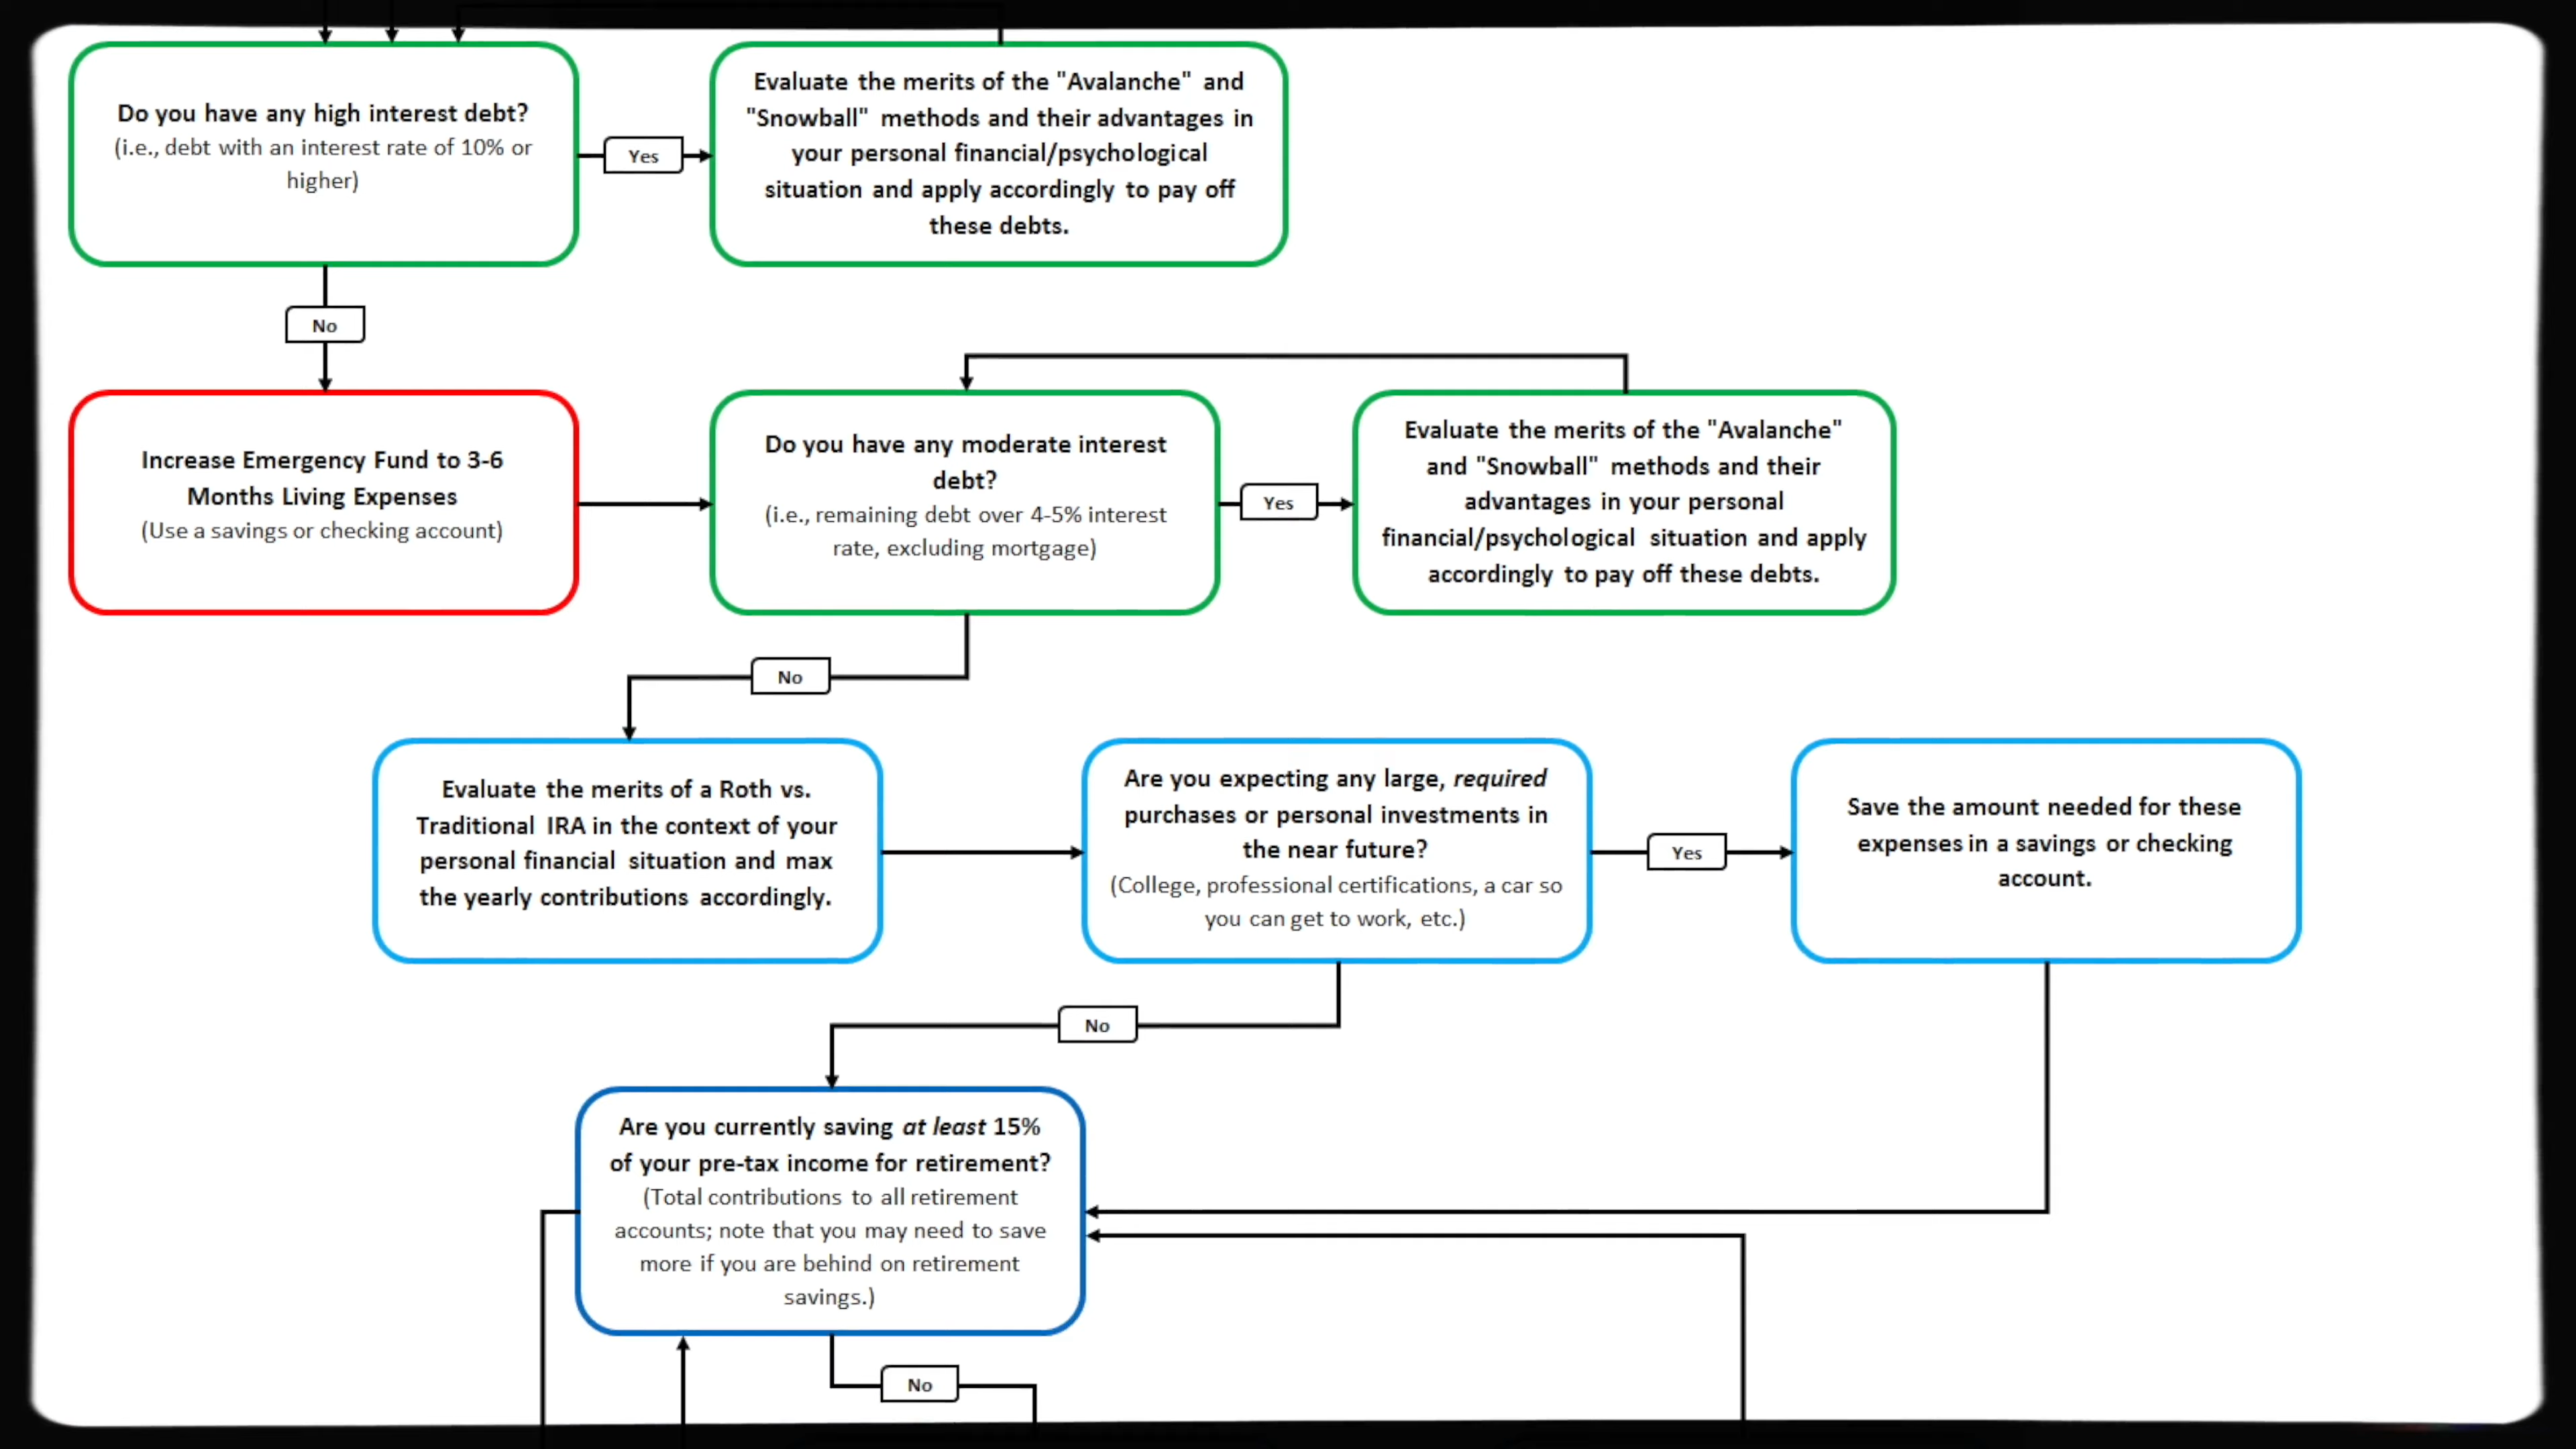 Do you have any high interest debt?
(i.e., debt with an interest rate of 10% or
higher)
Yes
Evaluate the merits of the "Avalanche" and
"Snowball" methods and their advantages in
your personal financial/psychological
situation and apply accordingly to pay off
these debts.
No
Increase Emergency Fund to 3-6
Months Living Expenses
(Use a savings or checking account)
Do you have any moderate interest
debt?
(i.e., remaining debt over 4-5% interest
rate, excluding mortgage)
Yes
Evaluate the merits of the "Avalanche"
and "Snowball" methods and their
advantages in your personal
financial/psychological situation and apply
accordingly to pay off these debts.
No
Evaluate the merits of a Roth vs.
Traditional IRA in the context of your
personal financial situation and max
the yearly contributions accordingly.
Are you expecting any large, required
purchases or personal investments in
the near future?
(College, professional certifications, a car so
you can get to work, etc.)
Yes
Save the amount needed for these
expenses in a savings or checking
account.
No
Are you currently saving at least 15%
of your pre-tax income for retirement?
(Total contributions to all retirement
accounts; note that you may need to save
more if you are behind on retirement
savings.)
No